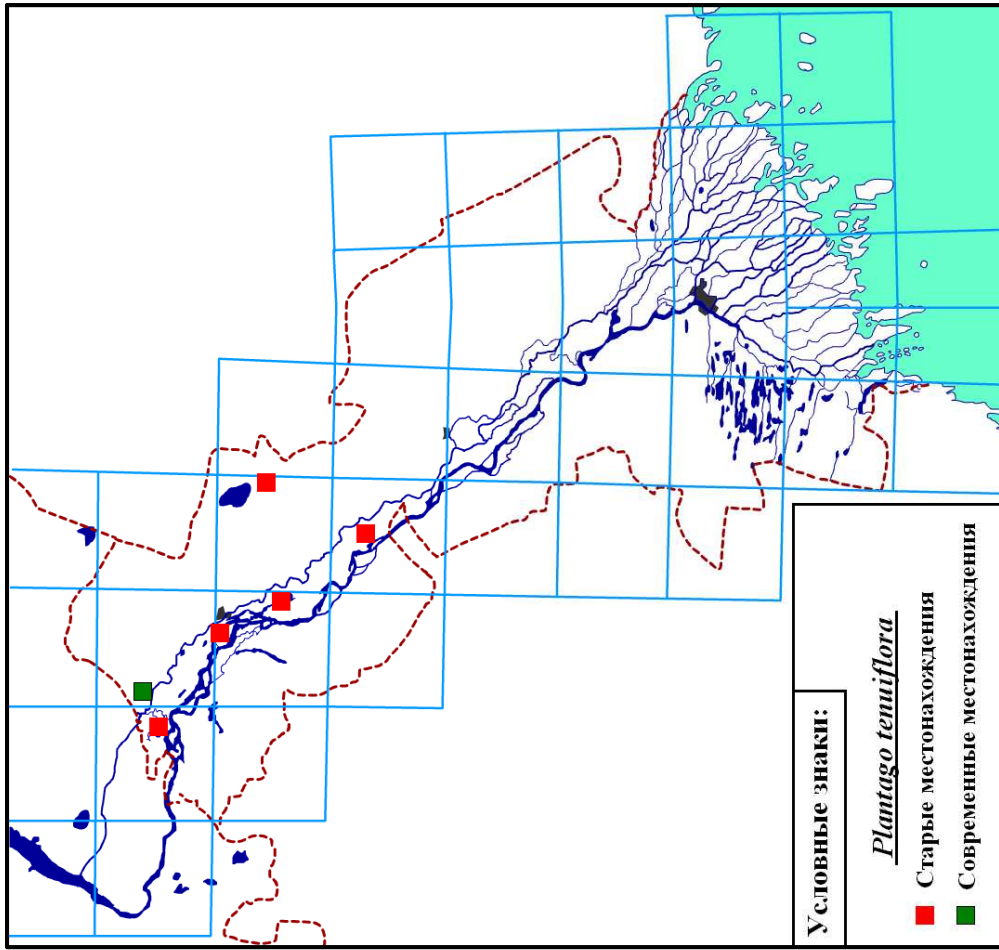 Условные знаки:
Plantago tenuiflora
Старые местонахождения
Современные местонахождения